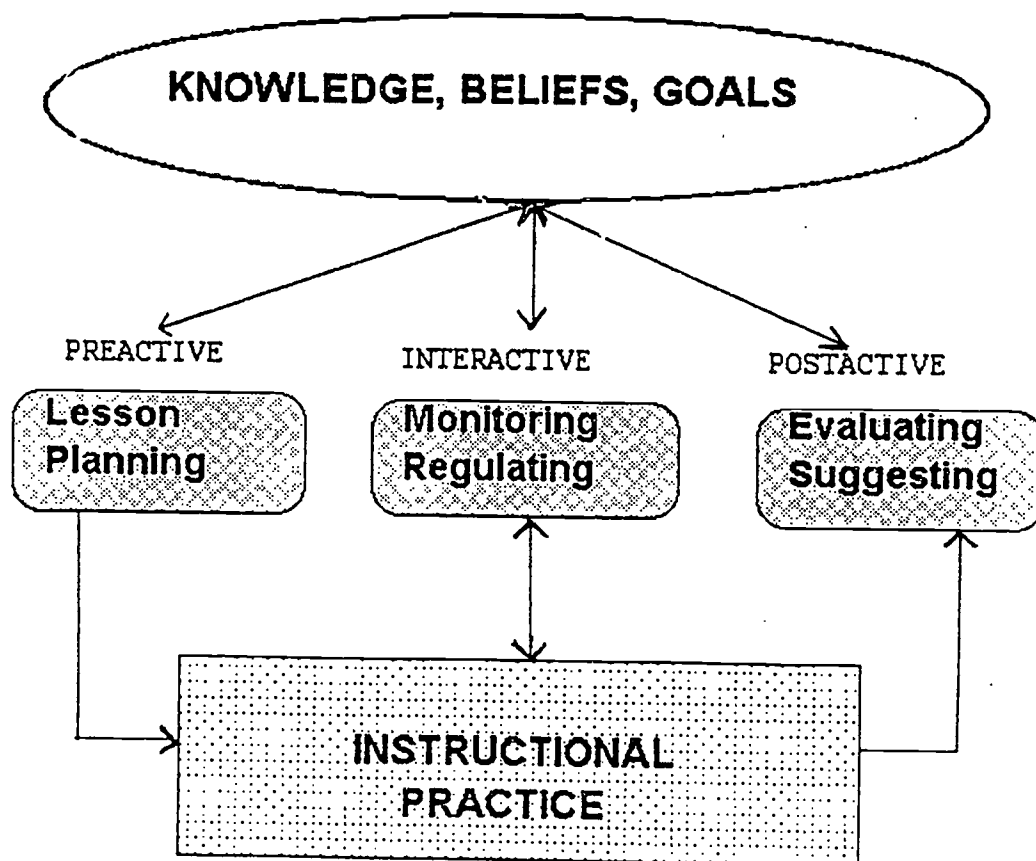 KNOWLEDGE, BELIEFS, GOALS
PREACTIVE
Lesson
Planning
INTERACTIVE
Monitoring
Regulating
POSTACTIVE
Evaluating
Suggesting
INSTRUCTIONAL
PRACTICE